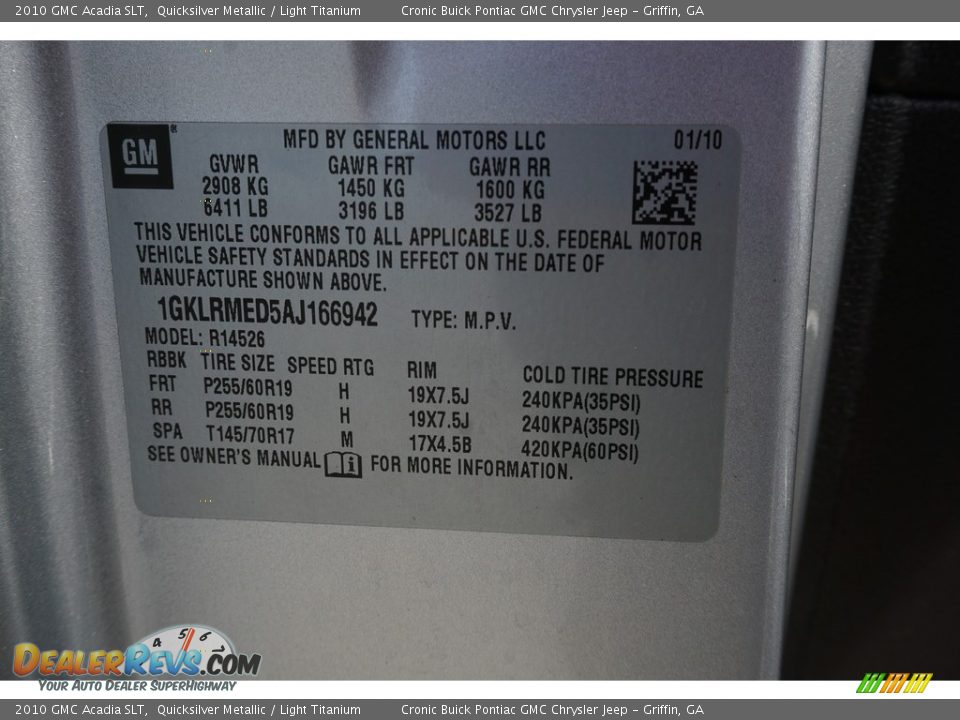 2010 GMC Acadia SLT, Quicksilver Metallic / Light Titanium Cronic Buick Pontiac GMC Chrysler Jeep - Griffin, GA
GM® MFD BY GENERAL MOTORS LLC 01/10
GVWR GAWR FRT GAWR RR
2908 KG 1450 KG 1600 KG
6411 LB 3196 LB 3527 LB
THIS VEHICLE CONFORMS TO ALL APPLICABLE U.S. FEDERAL MOTOR
VEHICLE SAFETY STANDARDS IN EFFECT ON THE DATE OF
MANUFACTURE SHOWN ABOVE.
1GKLRMED5AJ166942 TYPE: M.P.V.
MODEL: R14526
RBBK TIRE SIZE SPEED RTG RIM COLD TIRE PRESSURE
FRT P255/60R19 H 19X7.5J 240KPA(35PSI)
RR P255/60R19 H 19X7.5J 240KPA(35PSI)
SPA T145/70R17 M 17X4.5B 420KPA(60PSI)
SEE OWNER'S MANUAL i FOR MORE INFORMATION.
4 5 6
DEALERREVS.COM
YOUR AUTO DEALER SUPERHIGHWAY
2010 GMC Acadia SLT, Quicksilver Metallic / Light Titanium Cronic Buick Pontiac GMC Chrysler Jeep - Griffin, GA